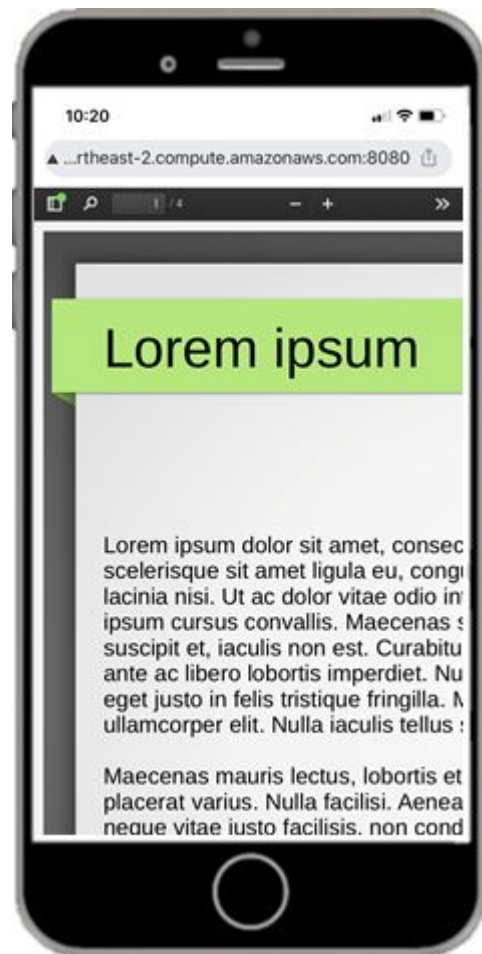 10:20
...rtheast-2.compute.amazonaws.com:8080
1 / 4
Lorem ipsum
Lorem ipsum dolor sit amet, consec
scelerisque sit amet ligula eu, cong
lacinia nisi. Ut ac dolor vitae odio in
ipsum cursus convallis. Maecenas s
suscipit et, iaculis non est. Curabitu
ante ac libero lobortis imperdiet. Nu
eget justo in felis tristique fringilla. M
ullamcorper elit. Nulla iaculis tellus s
Maecenas mauris lectus, lobortis et
placerat varius. Nulla facilisi. Aenea
neque vitae justo facilisis, non cond